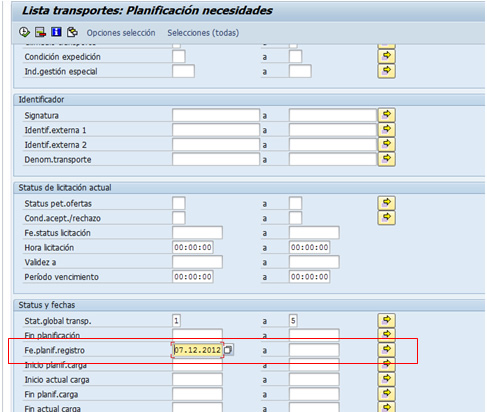 Lista transportes: Planificación necesidades
Opciones selección Selecciones (todas)
Condición expedición a
Ind.gestión especial a
Identificador
Signatura a
Identif.externa 1 a
Identif.externa 2 a
Denom.transporte a
Status de licitación actual
Status pet.ofertas a
Cond.acept./rechazo a
Fe.status licitación a
Hora licitación 00:00:00 a 00:00:00
Validez a a
Período vencimiento 00:00:00 a 00:00:00
Status y fechas
Stat.global transp. 1 a 5
Fin planificación a
Fe.planif.registro 07.12.2012 a
Inicio planif.carga a
Inicio actual carga a
Fin planif.carga a
Fin actual carga a